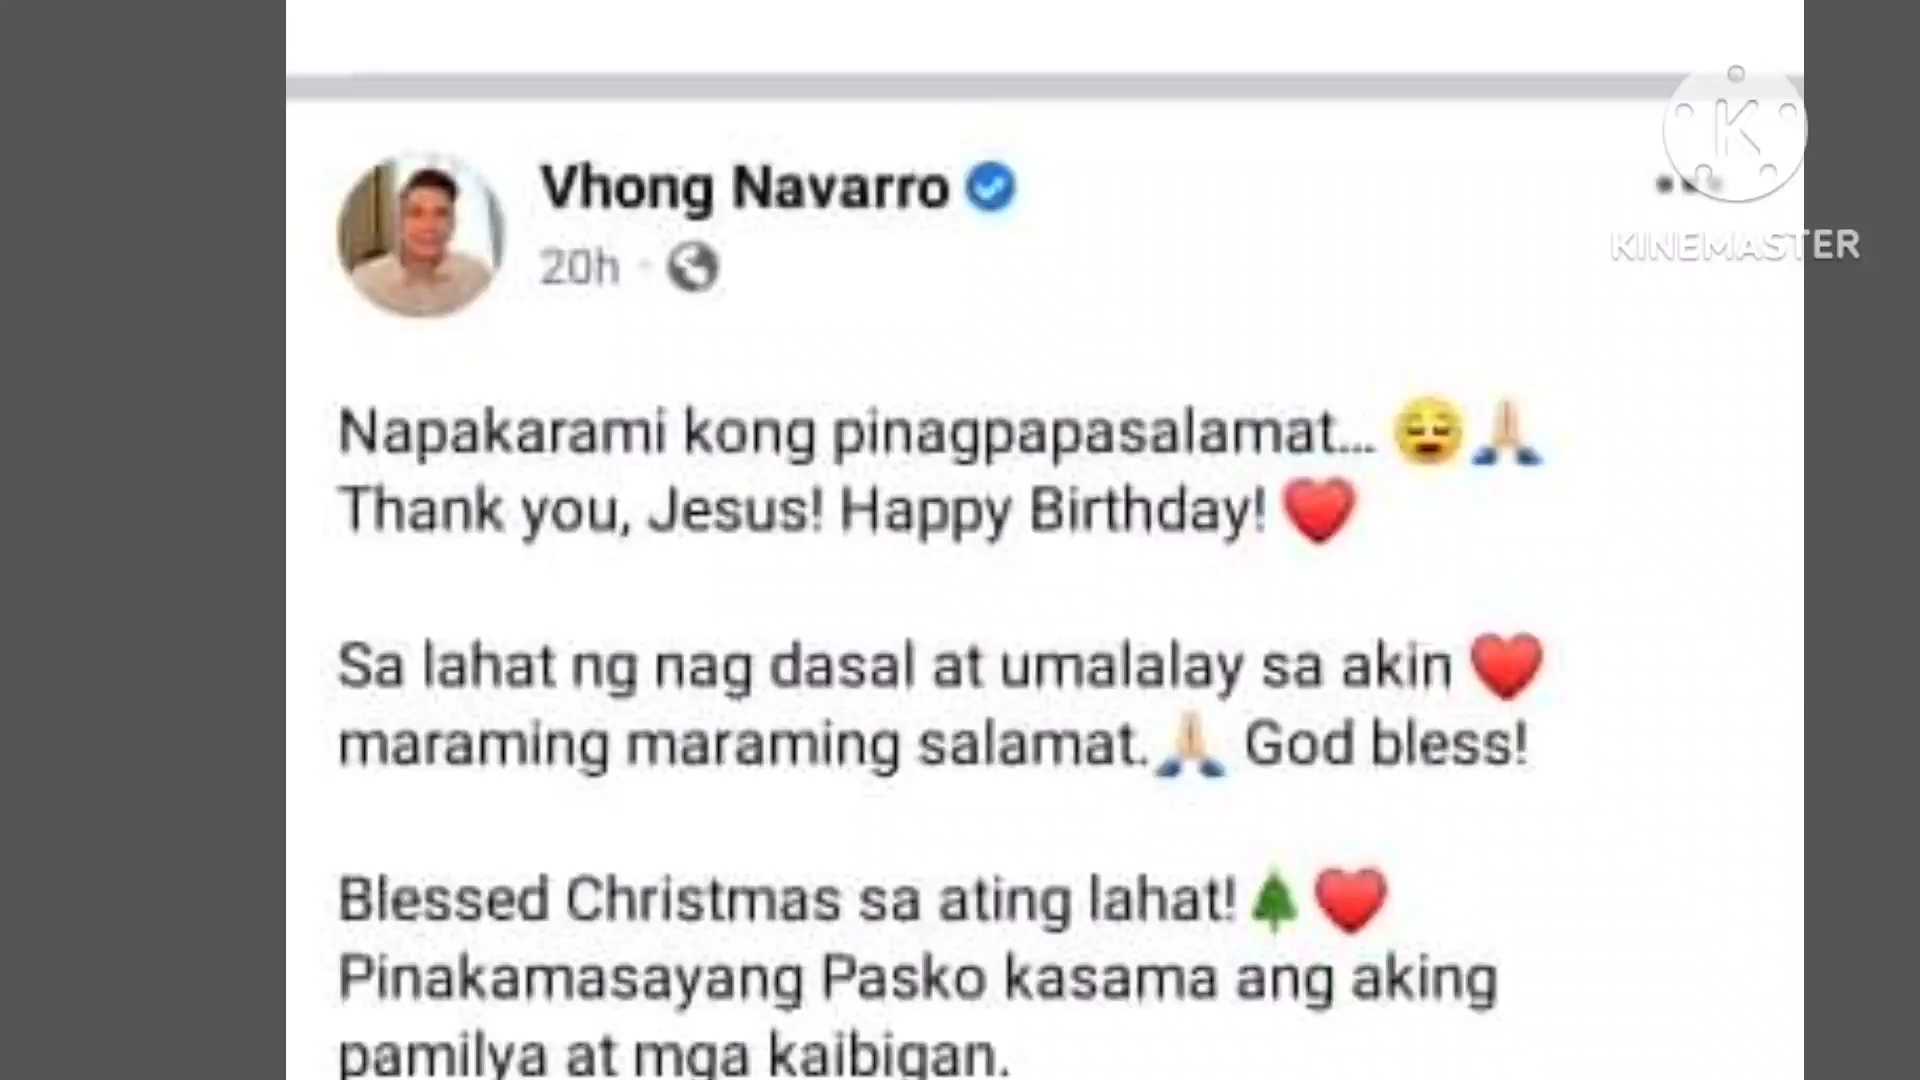 Vhong Navarro
20h
K
KINEMASTER
Napakarami kong pinagpapasalamat... 😩🙏🏻
Thank you, Jesus! Happy Birthday! ❤️
Sa lahat ng nag dasal at umalalay sa akin ❤️
maraming maraming salamat.🙏🏻 God bless!
Blessed Christmas sa ating lahat!🌲❤️
Pinakamasayang Pasko kasama ang aking
pamilya at mga kaibigan.